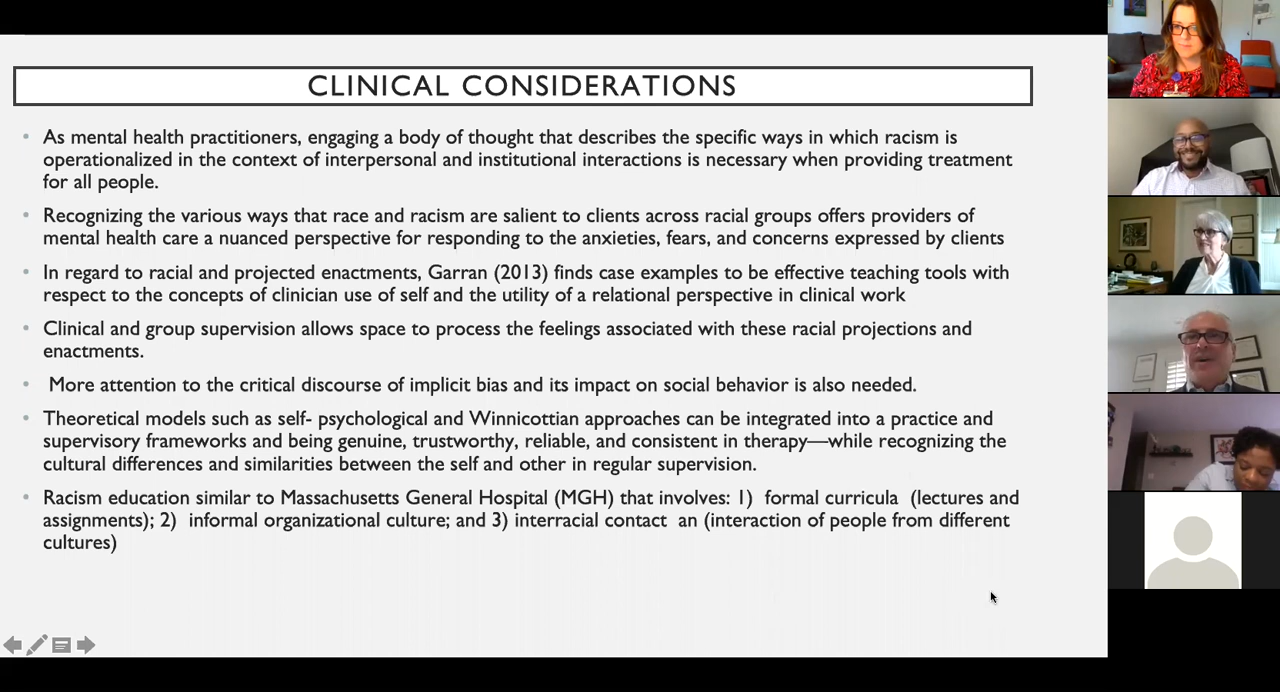 CLINICAL CONSIDERATIONS
• As mental health practitioners, engaging a body of thought that describes the specific ways in which racism is
operationalized in the context of interpersonal and institutional interactions is necessary when providing treatment
for all people.
• Recognizing the various ways that race and racism are salient to clients across racial groups offers providers of
mental health care a nuanced perspective for responding to the anxieties, fears, and concerns expressed by clients
• In regard to racial and projected enactments, Garran (2013) finds case examples to be effective teaching tools with
respect to the concepts of clinician use of self and the utility of a relational perspective in clinical work
• Clinical and group supervision allows space to process the feelings associated with these racial projections and
enactments.
• More attention to the critical discourse of implicit bias and its impact on social behavior is also needed.
• Theoretical models such as self- psychological and Winnicottian approaches can be integrated into a practice and
supervisory frameworks and being genuine, trustworthy, reliable, and consistent in therapy—while recognizing the
cultural differences and similarities between the self and other in regular supervision.
• Racism education similar to Massachusetts General Hospital (MGH) that involves: 1) formal curricula (lectures and
assignments); 2) informal organizational culture; and 3) interracial contact an (interaction of people from different
cultures)